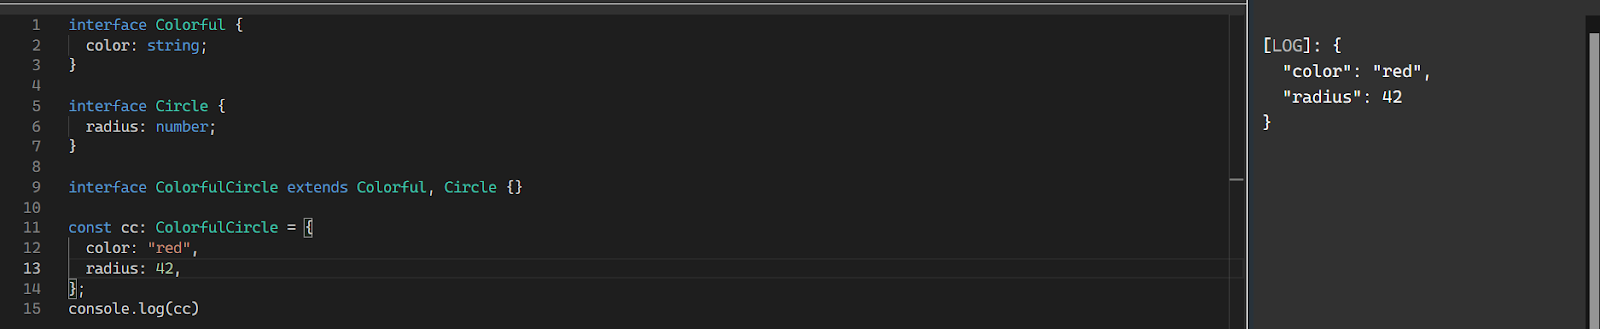 1 interface Colorful {
2   color: string;
3 }
4
5 interface Circle {
6   radius: number;
7 }
8
9 interface ColorfulCircle extends Colorful, Circle {}
10
11 const cc: ColorfulCircle = {
12   color: "red",
13   radius: 42,
14 };
15 console.log(cc)
[LOG]: {
  "color": "red",
  "radius": 42
}